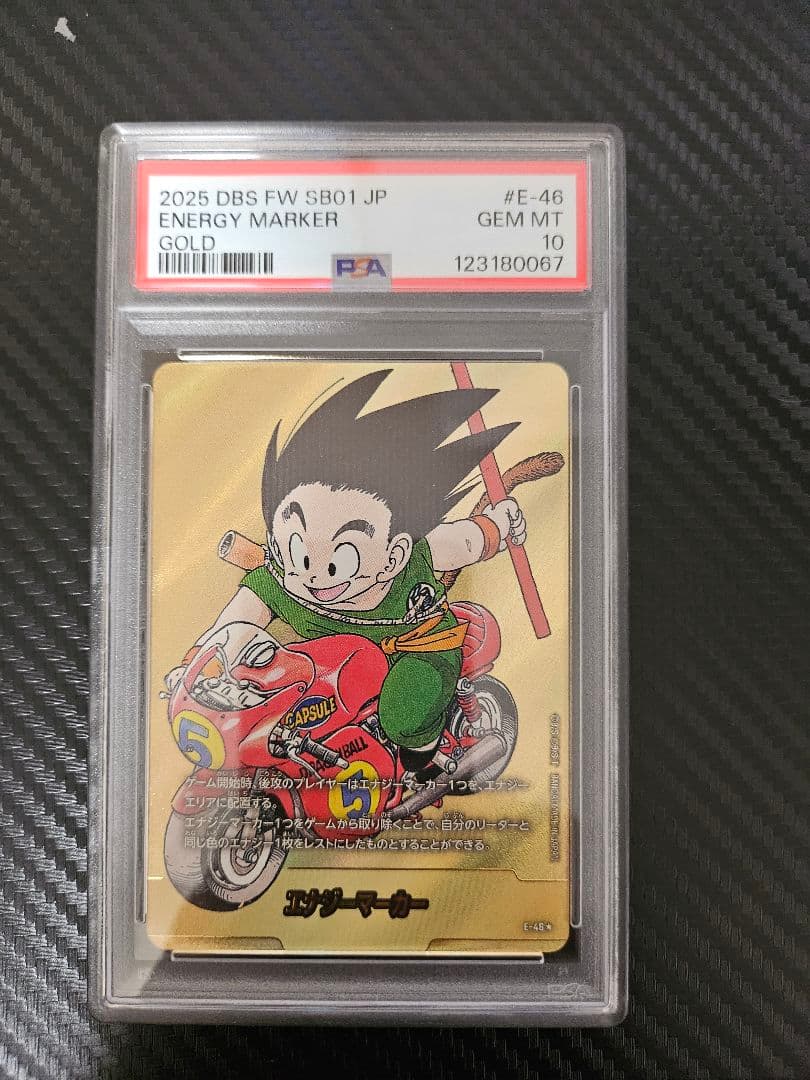 2025 DBS FW SB01 JP #E-46
ENERGY MARKER GEM MT
GOLD 10
PSA 123180067
5
CAPSULE
DRAGON BALL
5
ゲーム開始時、後攻のプレイヤーはエナジーマーカー1つを、エナジー
エリアに配置する。
エナジーマーカー1つをゲームから取り除くことで、自分のリーダーと
同じ色のエナジー1枚をレストにしたものとすることができる。
エナジーマーカー
E-46★